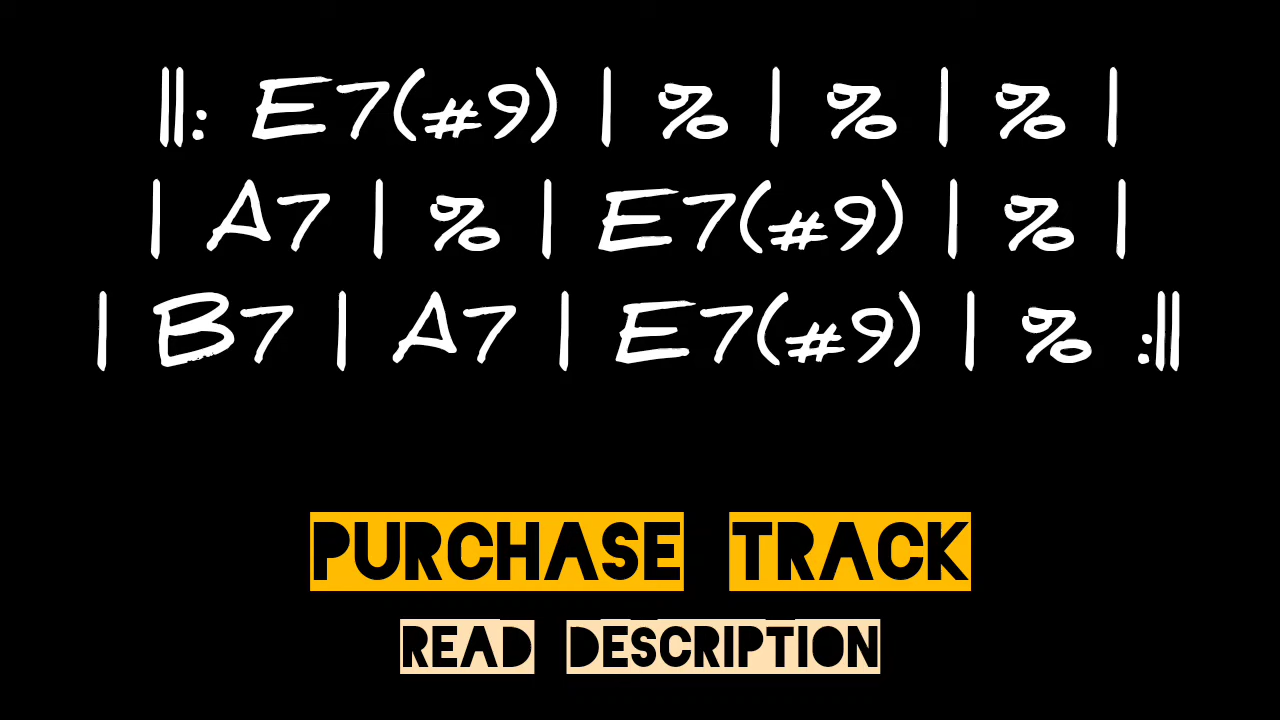 ||: E7(#9) | % | % | % |
| A7 | % | E7(#9) | % |
| B7 | A7 | E7(#9) | % :||
PURCHASE TRACK
READ DESCRIPTION